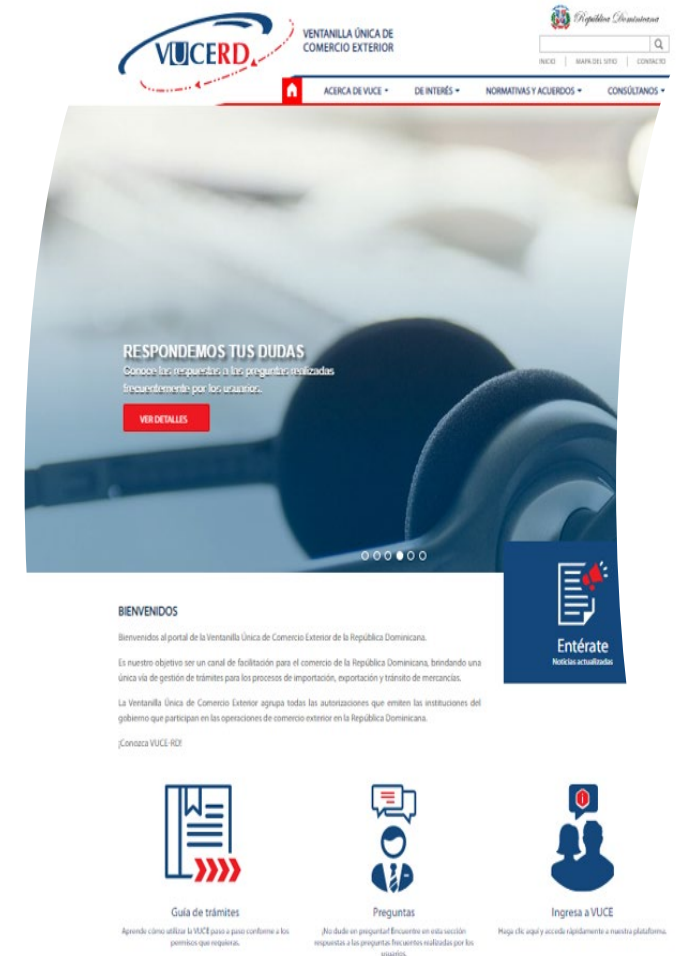 VUCERD
VENTANILLA ÚNICA DE
COMERCIO EXTERIOR
República Dominicana
INICIO | MAPA DEL SITIO | CONTACTO
ACERCA DE VUCE
DE INTERÉS
NORMATIVAS Y ACUERDOS
CONSÚLTANOS
RESPONDEMOS TUS DUDAS
Conoce las respuestas a las preguntas realizadas
frecuentemente por los usuarios.
VER DETALLES
Entérate
Noticias actualizadas
BIENVENIDOS
Bienvenidos al portal de la Ventanilla Única de Comercio Exterior de la República Dominicana.
Es nuestro objetivo ser un canal de facilitación para el comercio de la República Dominicana, brindando una
única vía de gestión de trámites para los procesos de importación, exportación y tránsito de mercancías.
La Ventanilla Única de Comercio Exterior agrupa todas las autorizaciones que emiten las instituciones del
gobierno que participan en las operaciones de comercio exterior en la República Dominicana.
¡Conozca VUCE-RD!
Guía de trámites
Aprende cómo utilizar la VUCE paso a paso conforme a los
permisos que requieras.
Preguntas
¡No dude en preguntar! Encuentre en esta sección
respuestas a las preguntas frecuentes realizadas por los
usuarios.
Ingresa a VUCE
Haga clic aquí y acceda rápidamente a nuestra plataforma.